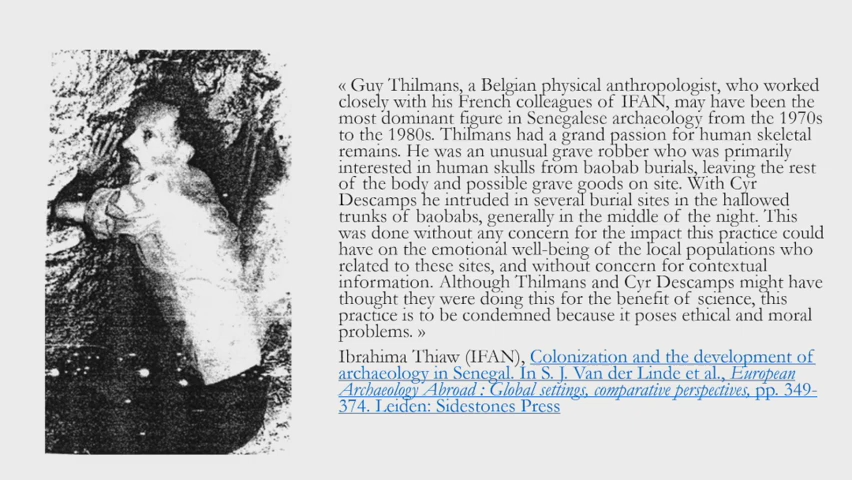 « Guy Thilmans, a Belgian physical anthropologist, who worked
closely with his French colleagues of IFAN, may have been the
most dominant figure in Senegalese archaeology from the 1970s
to the 1980s. Thilmans had a grand passion for human skeletal
remains. He was an unusual grave robber who was primarily
interested in human skulls from baobab burials, leaving the rest
of the body and possible grave goods on site. With Cyr
Descamps he intruded in several burial sites in the hallowed
trunks of baobabs, generally in the middle of the night. This
was done without any concern for the impact this practice could
have on the emotional well-being of the local populations who
related to these sites, and without concern for contextual
information. Although Thilmans and Cyr Descamps might have
thought they were doing this for the benefit of science, this
practice is to be condemned because it poses ethical and moral
problems. »
Ibrahima Thiaw (IFAN), Colonization and the development of
archaeology in Senegal. In S. J. Van der Linde et al., European
Archaeology Abroad : Global settings, comparative perspectives, pp. 349-
374. Leiden: Sidestones Press